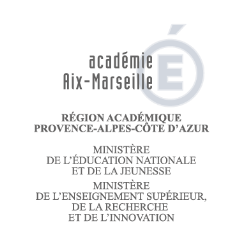 académie
Aix-Marseille
É
RÉGION ACADÉMIQUE
PROVENCE-ALPES-CÔTE D'AZUR
MINISTÈRE
DE L'ÉDUCATION NATIONALE
ET DE LA JEUNESSE
MINISTÈRE
DE L'ENSEIGNEMENT SUPÉRIEUR,
DE LA RECHERCHE
ET DE L'INNOVATION